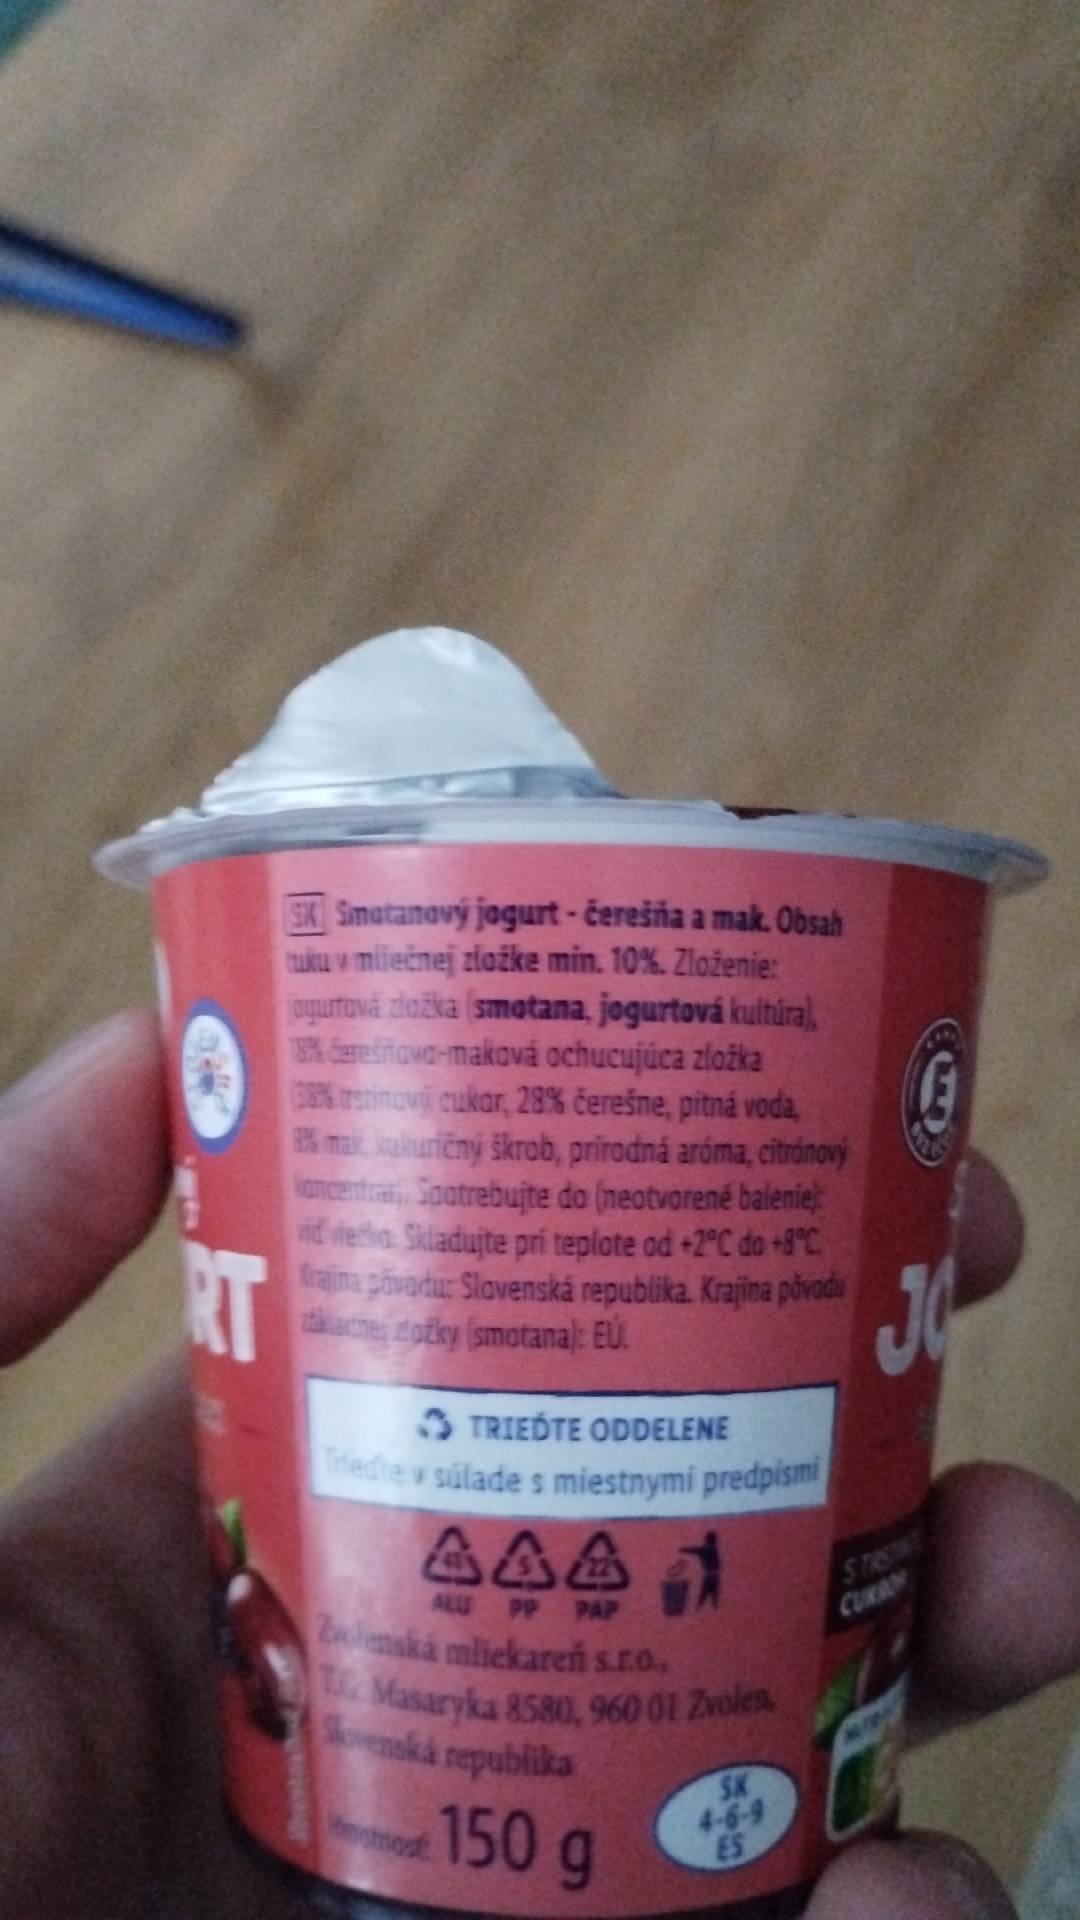 SK Smotanový jogurt - čerešňa a mak. Obsah
tuku v mliečnej zložke min. 10%. Zloženie:
jogurtová zložka (smotana, jogurtová kultúra),
18% čerešňovo-maková ochucujúca zložka
(38% trstinový cukor, 28% čerešne, pitná voda,
8% mak, kukuričný škrob, prírodná aróma, citrónový
koncentrát). Spotrebujte do (neotvorené balenie):
viď viečko. Skladujte pri teplote od +2°C do +8°C.
Krajina pôvodu: Slovenská republika. Krajina pôvodu
základnej zložky (smotana): EÚ.
TRIEĎTE ODDELENE
Trieďte v súlade s miestnymi predpismi
41 5 22
ALU PP PAP
Zvolenská mliekareň s.r.o.,
T.G. Masaryka 8580, 960 01 Zvolen,
Slovenská republika
Hmotnosť: 150 g
SK
4-6-9
ES
RT
JO
CUKROM